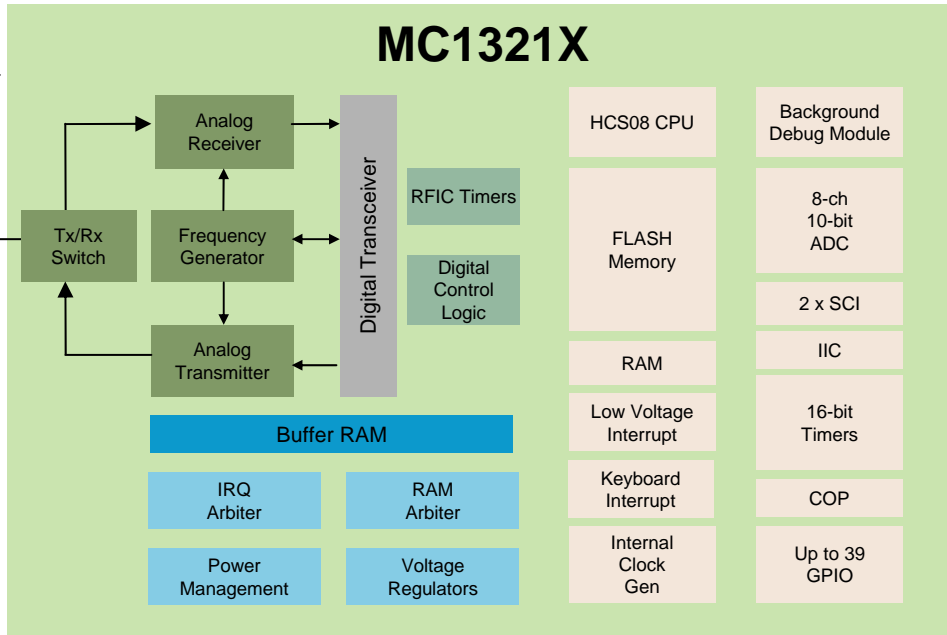 MC1321X
Analog
Receiver
Tx/Rx
Switch
Frequency
Generator
Analog
Transmitter
Digital Transceiver
RFIC Timers
Digital
Control
Logic
Buffer RAM
IRQ
Arbiter
RAM
Arbiter
Power
Management
Voltage
Regulators
HCS08 CPU
FLASH
Memory
RAM
Low Voltage
Interrupt
Keyboard
Interrupt
Internal
Clock
Gen
Background
Debug Module
8-ch
10-bit
ADC
2 x SCI
IIC
16-bit
Timers
COP
Up to 39
GPIO